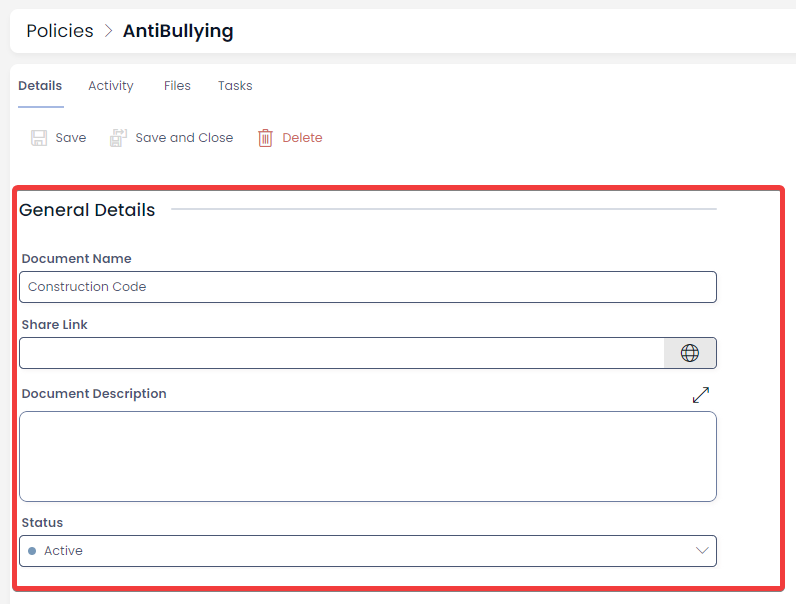 Policies > AntiBullying
Details Activity Files Tasks
Save Save and Close Delete
General Details
Document Name
Construction Code
Share Link
Document Description
Status
Active